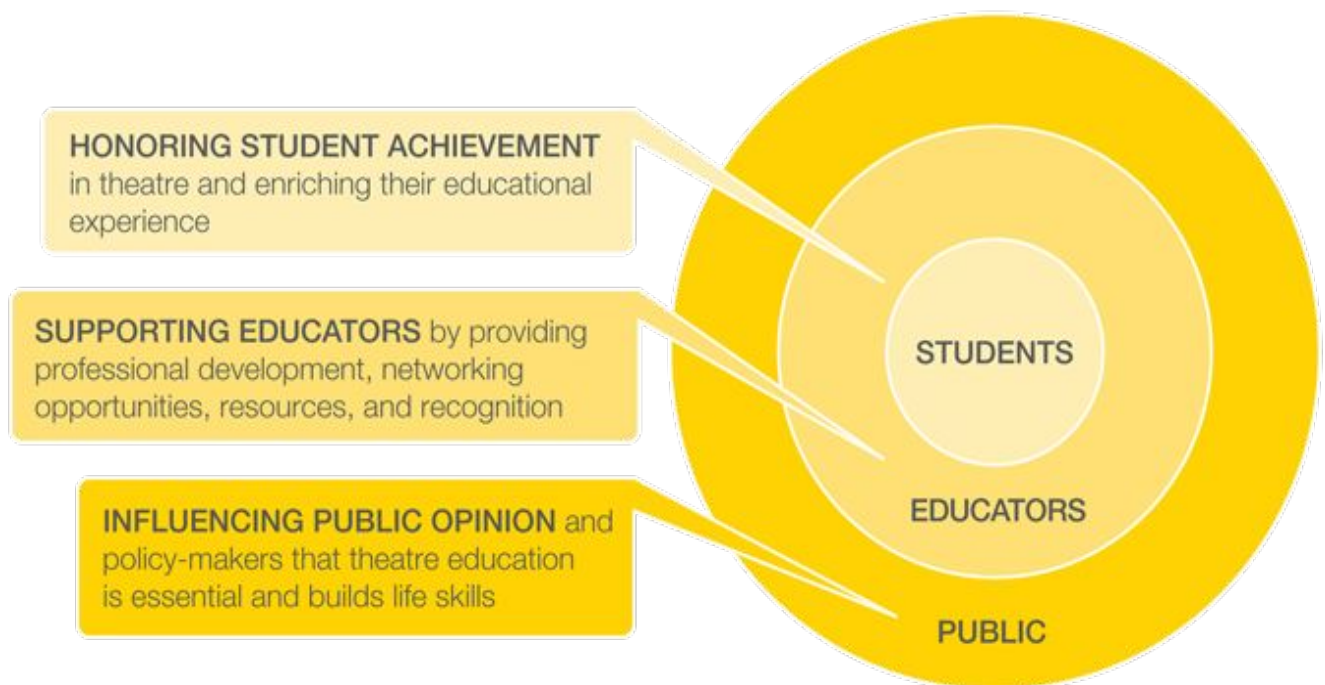 HONORING STUDENT ACHIEVEMENT
in theatre and enriching their educational
experience
SUPPORTING EDUCATORS by providing
professional development, networking
opportunities, resources, and recognition
INFLUENCING PUBLIC OPINION and
policy-makers that theatre education
is essential and builds life skills
STUDENTS
EDUCATORS
PUBLIC